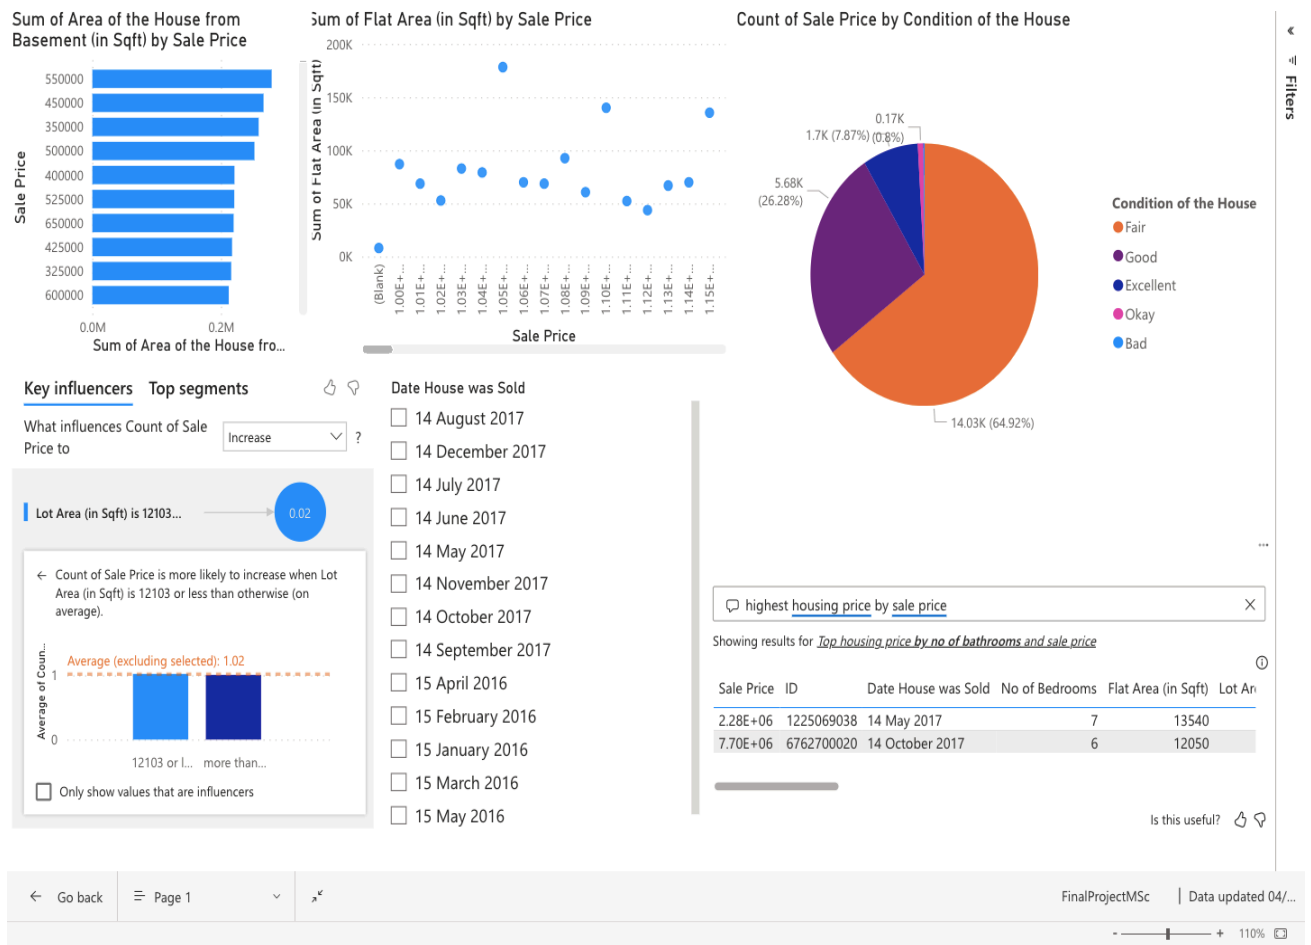 Sum of Area of the House from
Basement (in Sqft) by Sale Price
Sale Price
550000
450000
350000
500000
400000
525000
650000
425000
325000
600000
0.0M 0.2M
Sum of Area of the House fro...
Sum of Flat Area (in Sqft) by Sale Price
Sum of Flat Area (in Sqft)
200K
150K
100K
50K
0K
(Blank) 1.00E+... 1.01E+... 1.02E+... 1.03E+... 1.04E+... 1.05E+... 1.06E+... 1.07E+... 1.08E+... 1.09E+... 1.10E+... 1.11E+... 1.12E+... 1.13E+... 1.14E+... 1.15E+...
Sale Price
Count of Sale Price by Condition of the House
0.17K
(0.8%)
1.7K (7.87%)
5.68K
(26.28%)
14.03K (64.92%)
Condition of the House
Fair
Good
Excellent
Okay
Bad
«
Filters
Key influencers Top segments
What influences Count of Sale
Price to
Increase ?
Lot Area (in Sqft) is 12103... 0.02
← Count of Sale Price is more likely to increase when Lot
Area (in Sqft) is 12103 or less than otherwise (on
average).
Average of Coun...
Average (excluding selected): 1.02
1
0
12103 or l... more than...
Only show values that are influencers
Date House was Sold
14 August 2017
14 December 2017
14 July 2017
14 June 2017
14 May 2017
14 November 2017
14 October 2017
14 September 2017
15 April 2016
15 February 2016
15 January 2016
15 March 2016
15 May 2016
...
highest housing price by sale price
Showing results for Top housing price by no of bathrooms and sale price
Sale Price ID Date House was Sold No of Bedrooms Flat Area (in Sqft) Lot Ar
2.28E+06 1225069038 14 May 2017 7 13540
7.70E+06 6762700020 14 October 2017 6 12050
Is this useful?
← Go back Page 1
FinalProjectMSc | Data updated 04/...
- + 110%